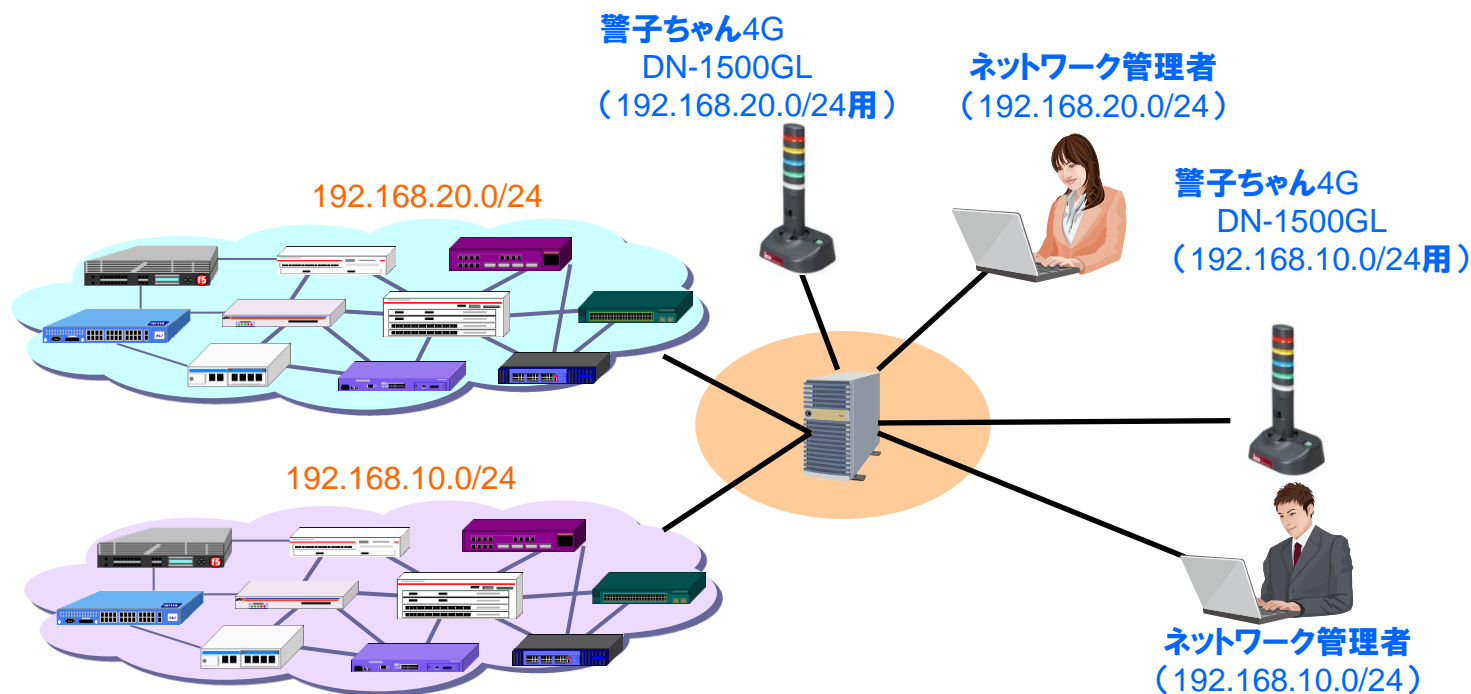 警子ちゃん4G
DN-1500GL
（192.168.20.0/24用）
ネットワーク管理者
（192.168.20.0/24）
警子ちゃん4G
DN-1500GL
（192.168.10.0/24用）
192.168.20.0/24
f5
192.168.10.0/24
f5
ネットワーク管理者
（192.168.10.0/24）